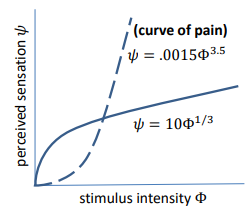 (curve of pain)
ψ = .0015Φ^3.5
ψ = 10Φ^1/3
perceived sensation ψ
stimulus intensity Φ